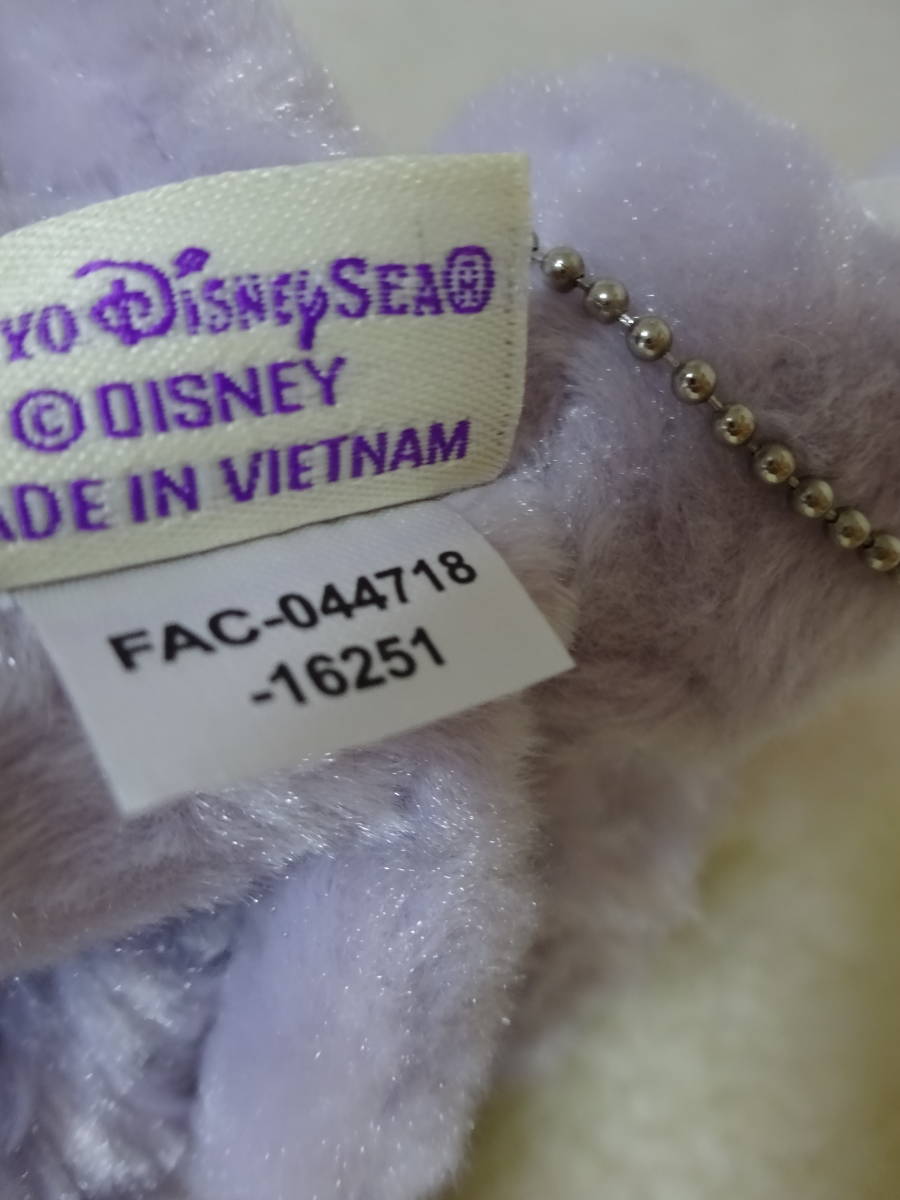 YO DISNEYSEA®
©DISNEY
ADE IN VIETNAM
FAC-044718
-16251